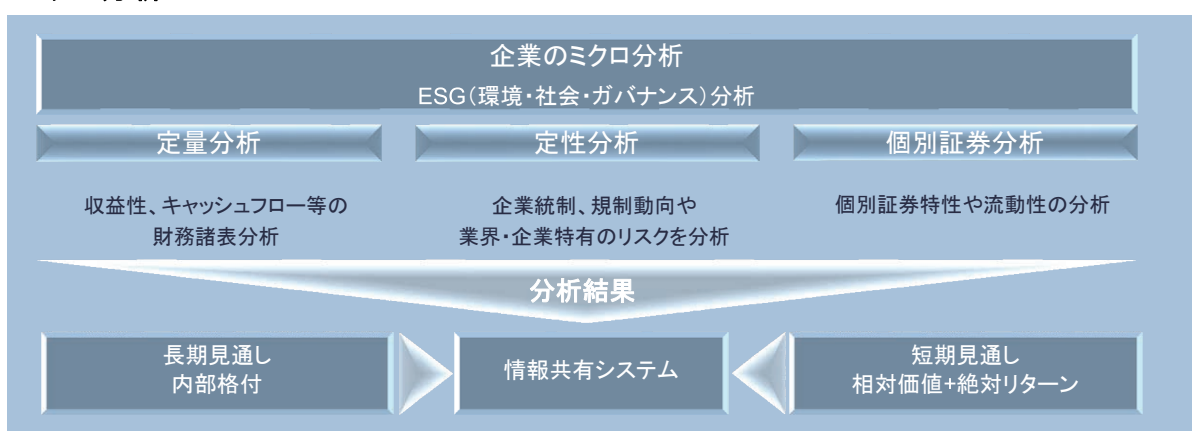 企業のミクロ分析
ESG(環境・社会・ガバナンス)分析
定量分析
定性分析
個別証券分析
収益性、キャッシュフロー等の
財務諸表分析
企業統制、規制動向や
業界・企業特有のリスクを分析
個別証券特性や流動性の分析
分析結果
長期見通し
内部格付
情報共有システム
短期見通し
相対価値+絶対リターン